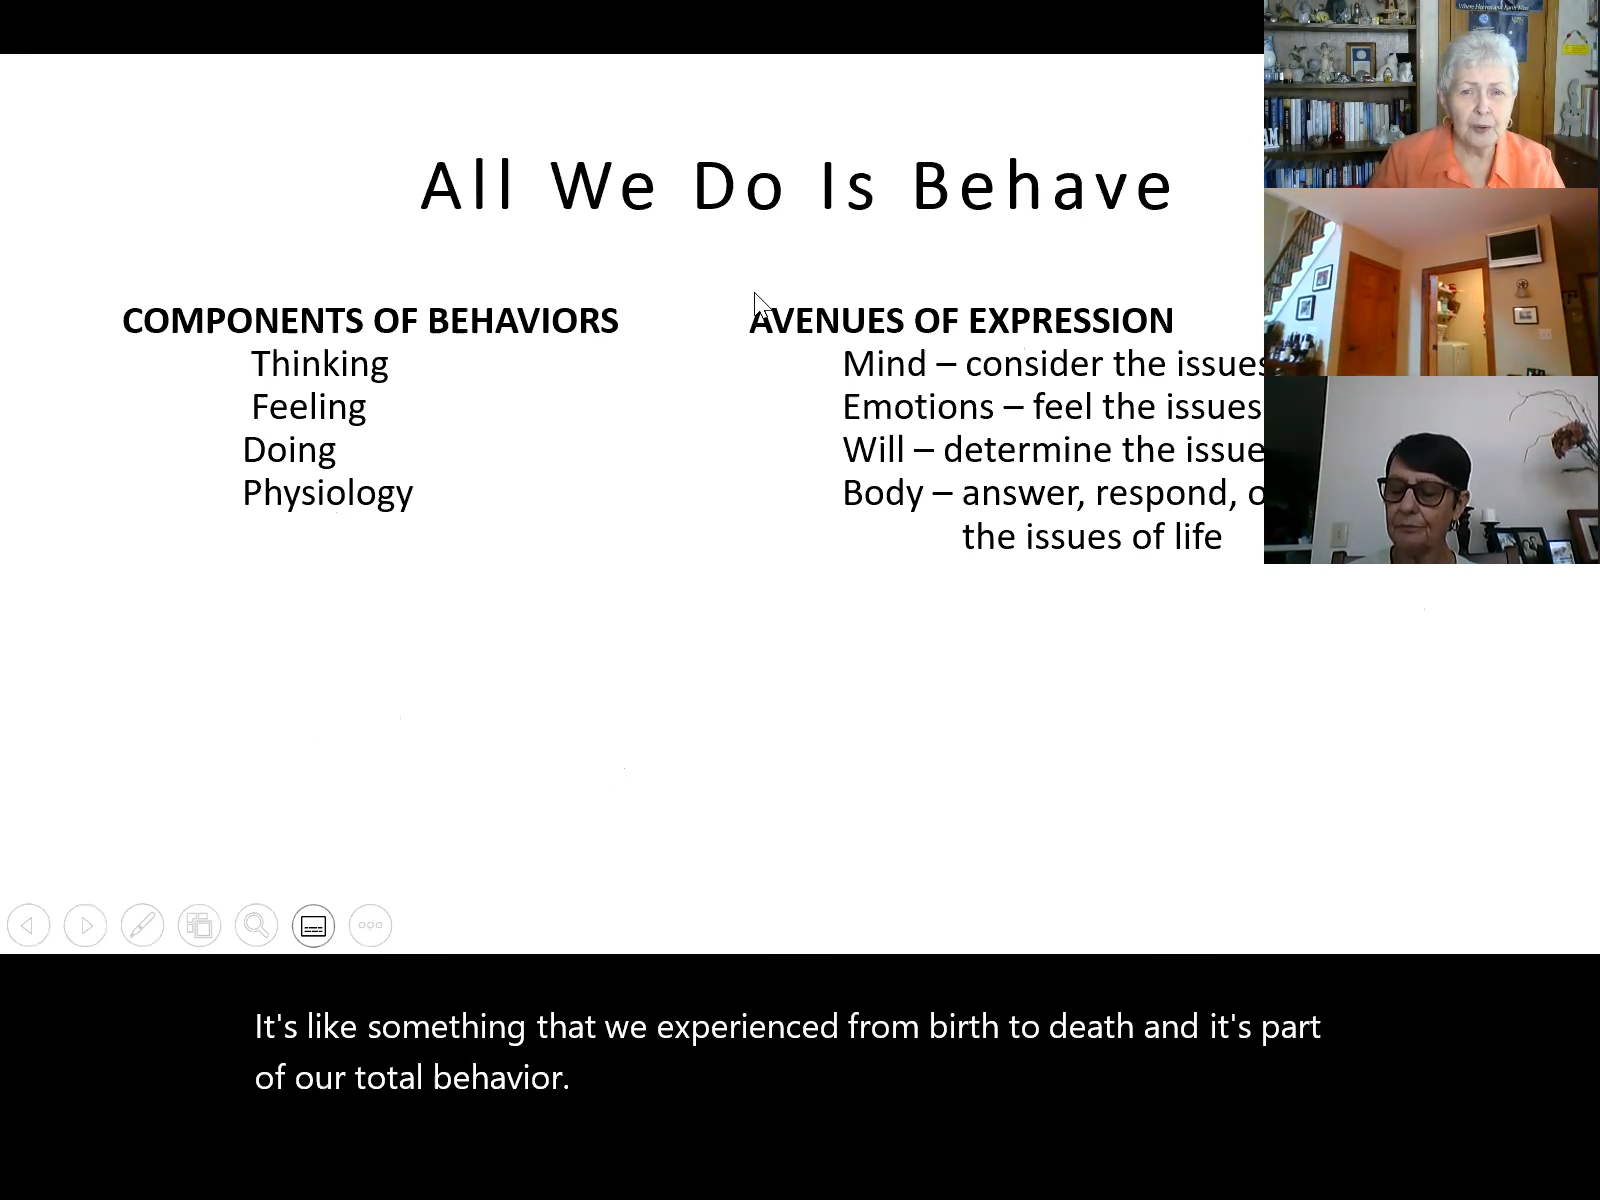 All We Do Is Behave
COMPONENTS OF BEHAVIORS
Thinking
Feeling
Doing
Physiology
AVENUES OF EXPRESSION
Mind – consider the issues
Emotions – feel the issues
Will – determine the issue
Body – answer, respond,
the issues of life
It's like something that we experienced from birth to death and it's part
of our total behavior.